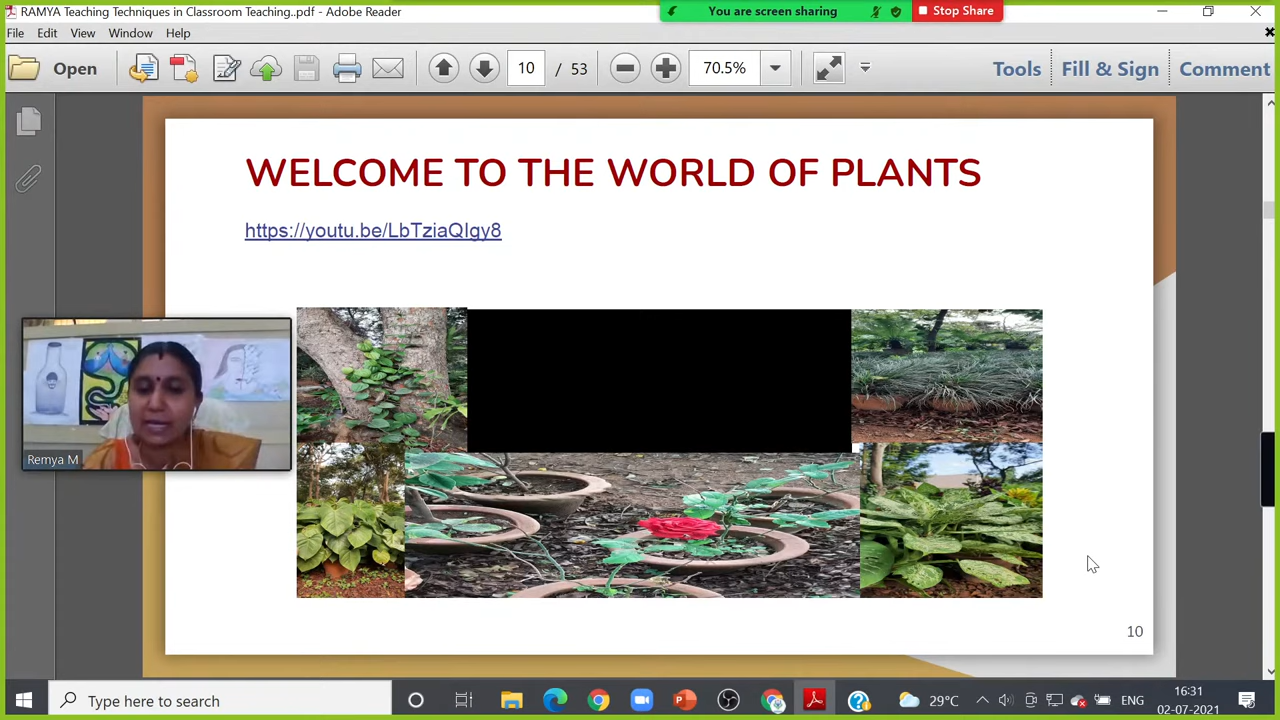 RAMYA Teaching Techniques in Classroom Teaching..pdf - Adobe Reader
You are screen sharing
Stop Share
File Edit View Window Help
Open
10 / 53
70.5%
Tools
Fill & Sign
Comment
WELCOME TO THE WORLD OF PLANTS
https://youtu.be/LbTziaQIgy8
Remya M
10
Type here to search
29°C
ENG
16:31
02-07-2021